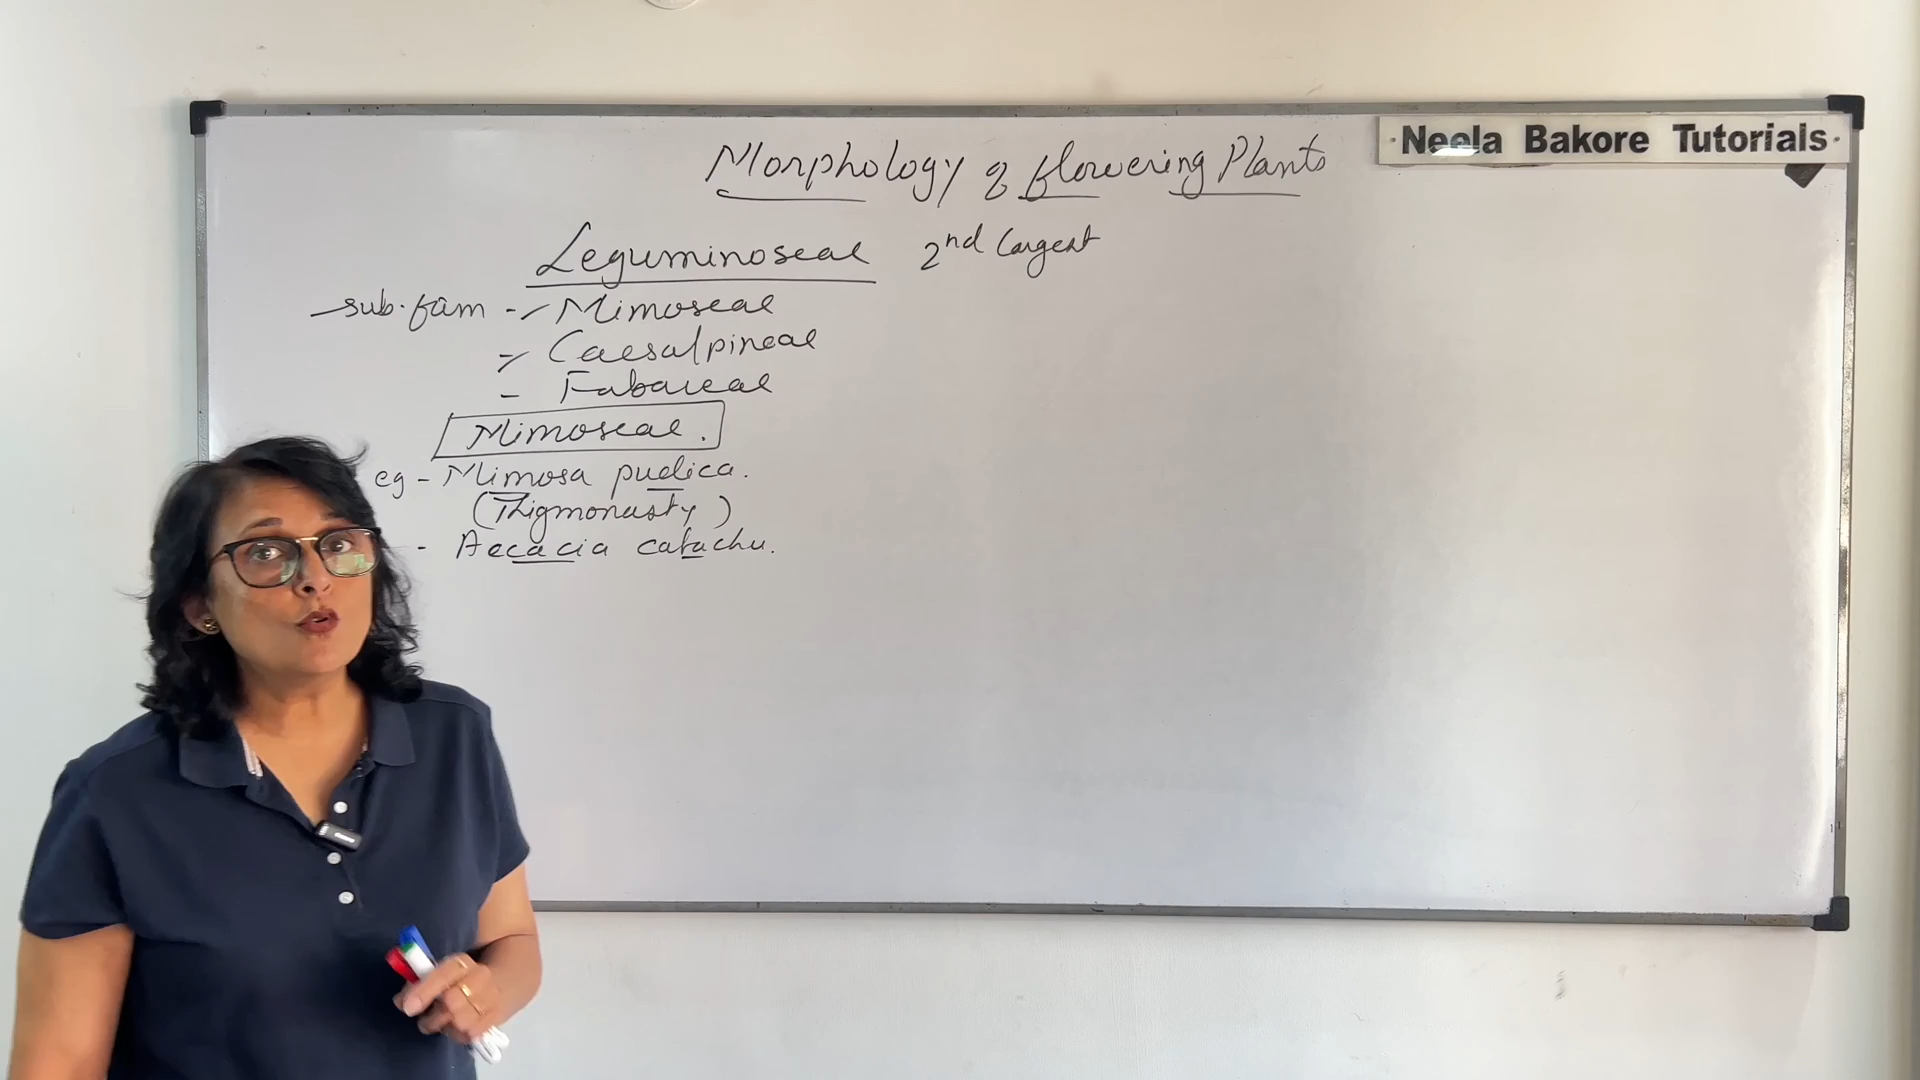 Neela Bakore Tutorials
Morphology of flowering Plants
Leguminoseae 2nd largest
sub. fam - Mimoseae
- Caesalpineae
- Fabaceae
Mimoseae.
eg - Mimosa pudica.
(Thigmonasty)
- Accacia catachu.